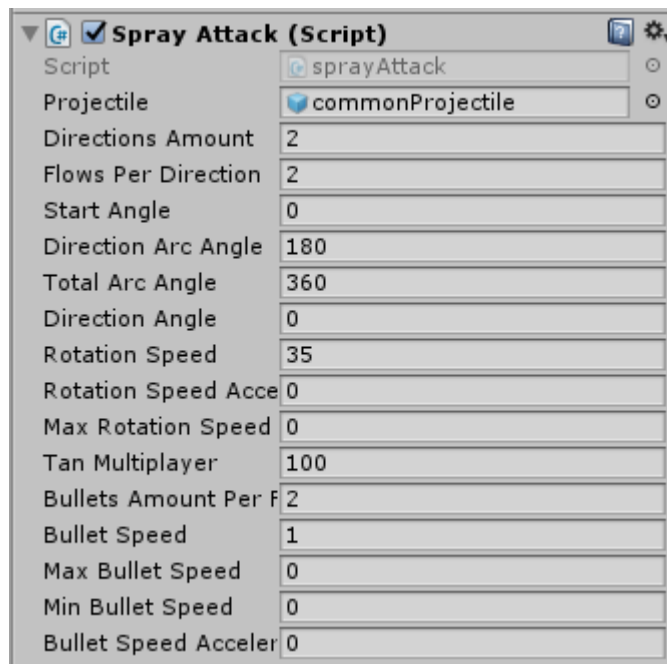 Spray Attack (Script)
Script sprayAttack
Projectile commonProjectile
Directions Amount 2
Flows Per Direction 2
Start Angle 0
Direction Arc Angle 180
Total Arc Angle 360
Direction Angle 0
Rotation Speed 35
Rotation Speed Acce 0
Max Rotation Speed 0
Tan Multiplayer 100
Bullets Amount Per F 2
Bullet Speed 1
Max Bullet Speed 0
Min Bullet Speed 0
Bullet Speed Acceler 0